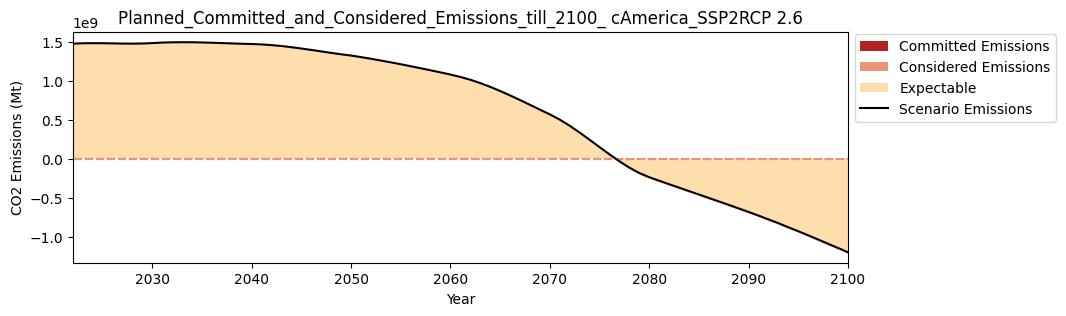 Planned_Committed_and_Considered_Emissions_till_2100_ cAmerica_SSP2RCP 2.6
1e9
1.5
1.0
0.5
0.0
−0.5
−1.0
CO2 Emissions (Mt)
2030 2040 2050 2060 2070 2080 2090 2100
Year
Committed Emissions
Considered Emissions
Expectable
Scenario Emissions